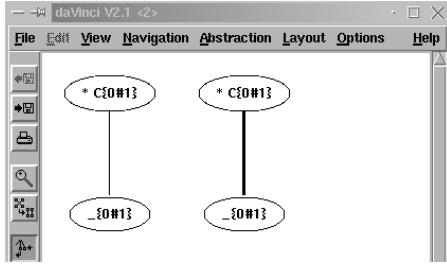 daVinci V2.1 <2>
File Edit View Navigation Abstraction Layout Options Help
* C{0#1} * C{0#1}
_{0#1} _{0#1}